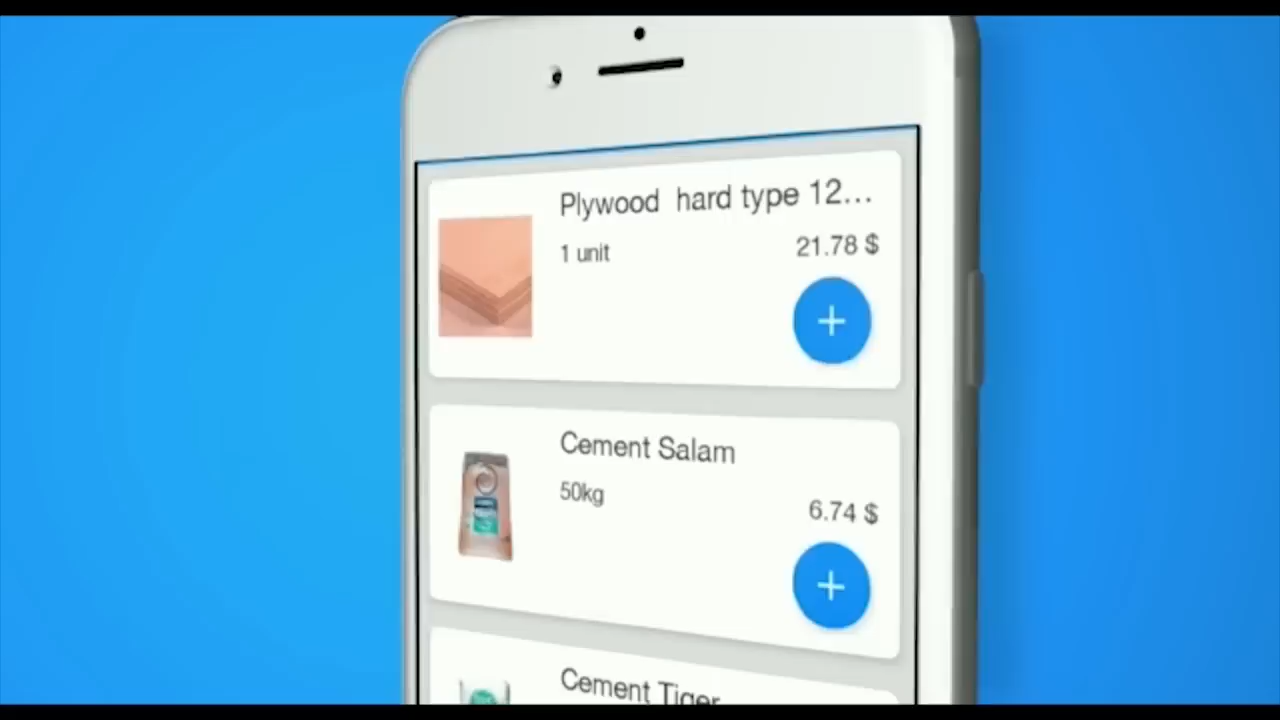 Plywood hard type 12...
1 unit
21.78 $
Cement Salam
50kg
6.74 $
Cement Tiger